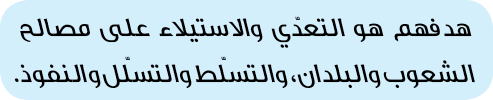 هدفهم هو التعدّي والاستيلاء على مصالح
الشعوب والبلدان، والتسلّط والتسلّل والنفوذ.